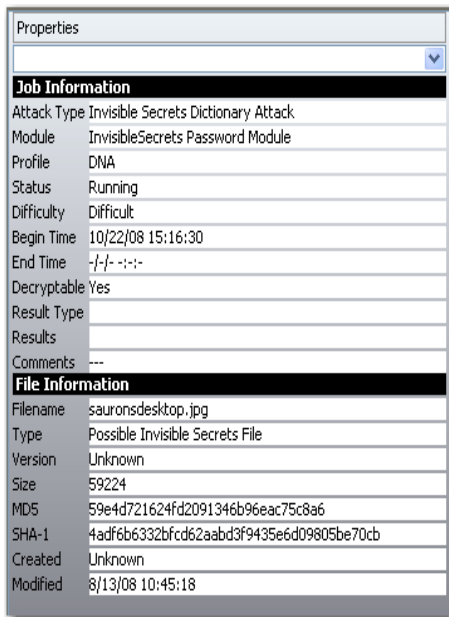 Properties
Job Information
Attack Type Invisible Secrets Dictionary Attack
Module InvisibleSecrets Password Module
Profile DNA
Status Running
Difficulty Difficult
Begin Time 10/22/08 15:16:30
End Time -/-/- -:-:-
Decryptable Yes
Result Type
Results
Comments ---
File Information
Filename sauronsdesktop.jpg
Type Possible Invisible Secrets File
Version Unknown
Size 59224
MD5 59e4d721624fd2091346b96eac75c8a6
SHA-1 4adf6b6332bfcd62aabd3f9435e6d09805be70cb
Created Unknown
Modified 8/13/08 10:45:18